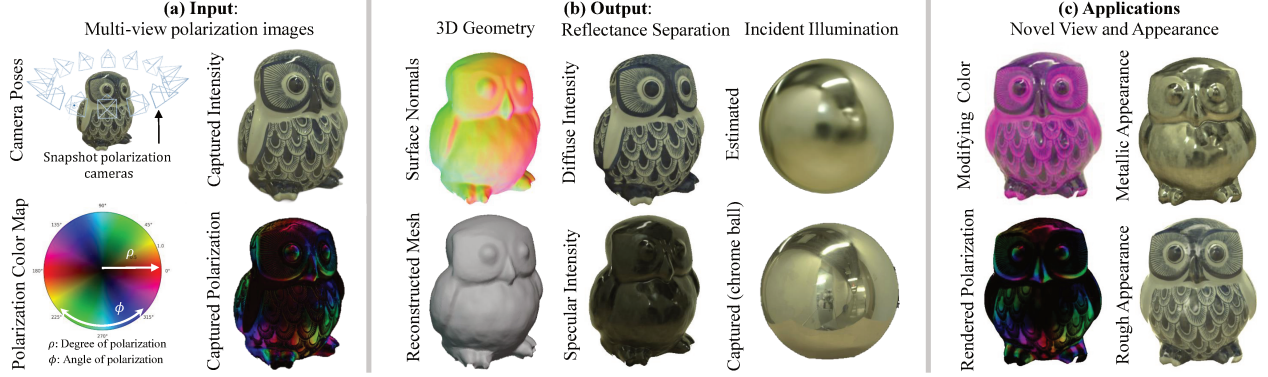 (a) Input:
Multi-view polarization images
Camera Poses
Snapshot polarization
cameras
Captured Intensity
Polarization Color Map
90°
135°
45°
1.0
180°
0°
225°
315°
270°
ρ
ϕ
ρ: Degree of polarization
ϕ: Angle of polarization
Captured Polarization
(b) Output:
3D Geometry
Reflectance Separation
Incident Illumination
Surface Normals
Diffuse Intensity
Estimated
Reconstructed Mesh
Specular Intensity
Captured (chrome ball)
(c) Applications
Novel View and Appearance
Modifying Color
Metallic Appearance
Rendered Polarization
Rough Appearance